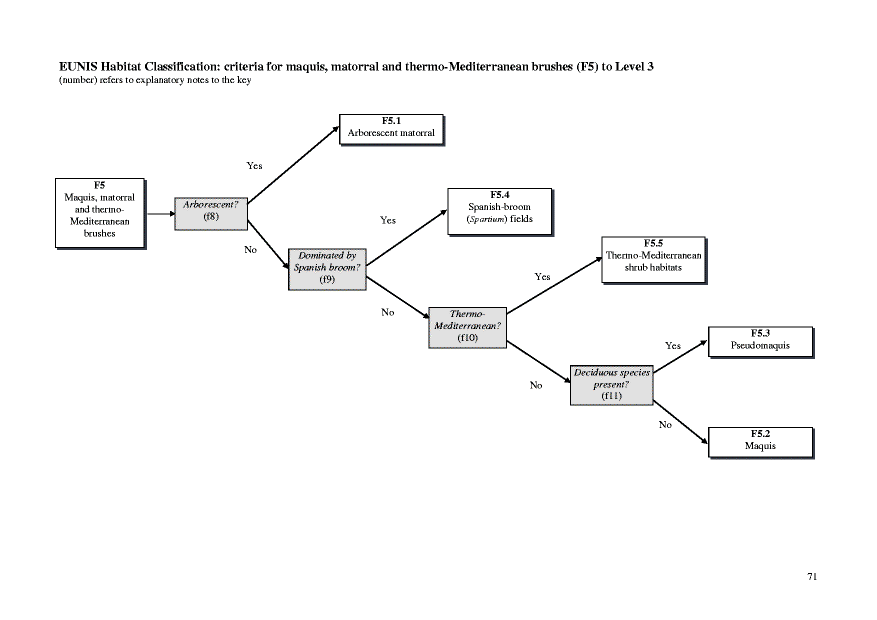 EUNIS Habitat Classification: criteria for maquis, matorral and thermo-Mediterranean brushes (F5) to Level 3
(number) refers to explanatory notes to the key
F5.1
Arborescent matorral
Yes
F5
Maquis, matorral
and thermo-
Mediterranean
brushes
Arborescent?
(f8)
F5.4
Spanish-broom
(Spartium) fields
Yes
No
Dominated by
Spanish broom?
(f9)
F5.5
Thermo-Mediterranean
shrub habitats
Yes
No
Thermo-
Mediterranean?
(f10)
F5.3
Pseudomaquis
Yes
No
Deciduous species
present?
(f11)
No
F5.2
Maquis
71